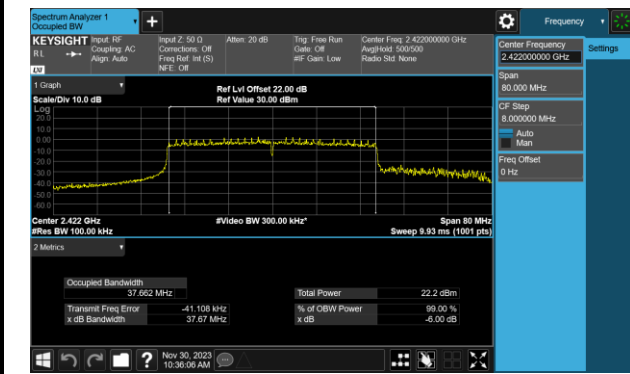 Spectrum Analyzer 1
Occupied BW
Frequency
KEYSIGHT
Input: RF
Coupling: AC
Align: Auto
Input Z: 50 Ω
Corrections: Off
Freq Ref: Int (S)
NFE: Off
Atten: 20 dB
Trig: Free Run
Gate: Off
#IF Gain: Low
Center Freq: 2.422000000 GHz
Avg|Hold: 500/500
Radio Std: None
Center Frequency
2.422000000 GHz
Settings
Span
80.000 MHz
CF Step
8.000000 MHz
Auto
Man
Freq Offset
0 Hz
1 Graph
Scale/Div 10.0 dB
Ref Lvl Offset 22.00 dB
Ref Value 30.00 dBm
Log
20.0
10.0
0.00
-10.0
-20.0
-30.0
-40.0
-50.0
-60.0
Center 2.422 GHz
#Res BW 100.00 kHz
#Video BW 300.00 kHz*
Span 80 MHz
Sweep 9.93 ms (1001 pts)
2 Metrics
Occupied Bandwidth
37.662 MHz
Total Power 22.2 dBm
Transmit Freq Error -41.108 kHz
% of OBW Power 99.00 %
x dB Bandwidth 37.67 MHz
x dB -6.00 dB
Nov 30, 2023
10:36:06 AM